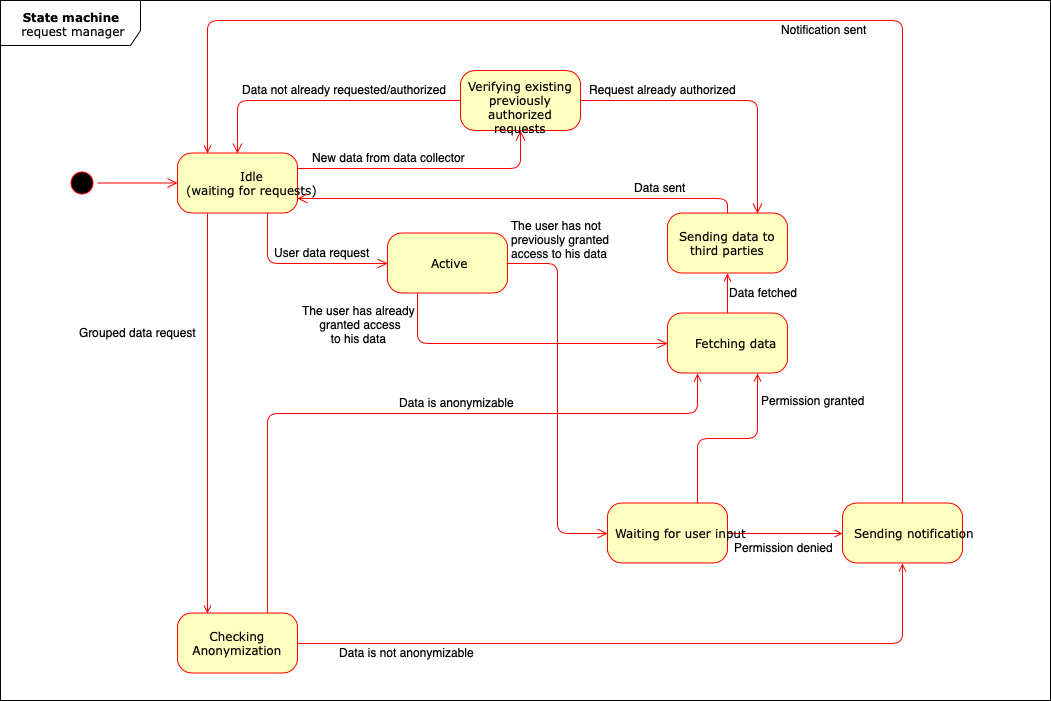 State machine
request manager
Notification sent
Data not already requested/authorized
Verifying existing
previously
authorized
requests
Request already authorized
New data from data collector
Idle
(waiting for requests)
Data sent
The user has not
previously granted
access to his data
Sending data to
third parties
User data request
Active
Data fetched
The user has already
granted access
to his data
Grouped data request
Fetching data
Data is anonymizable
Permission granted
Waiting for user input
Sending notification
Permission denied
Checking
Anonymization
Data is not anonymizable